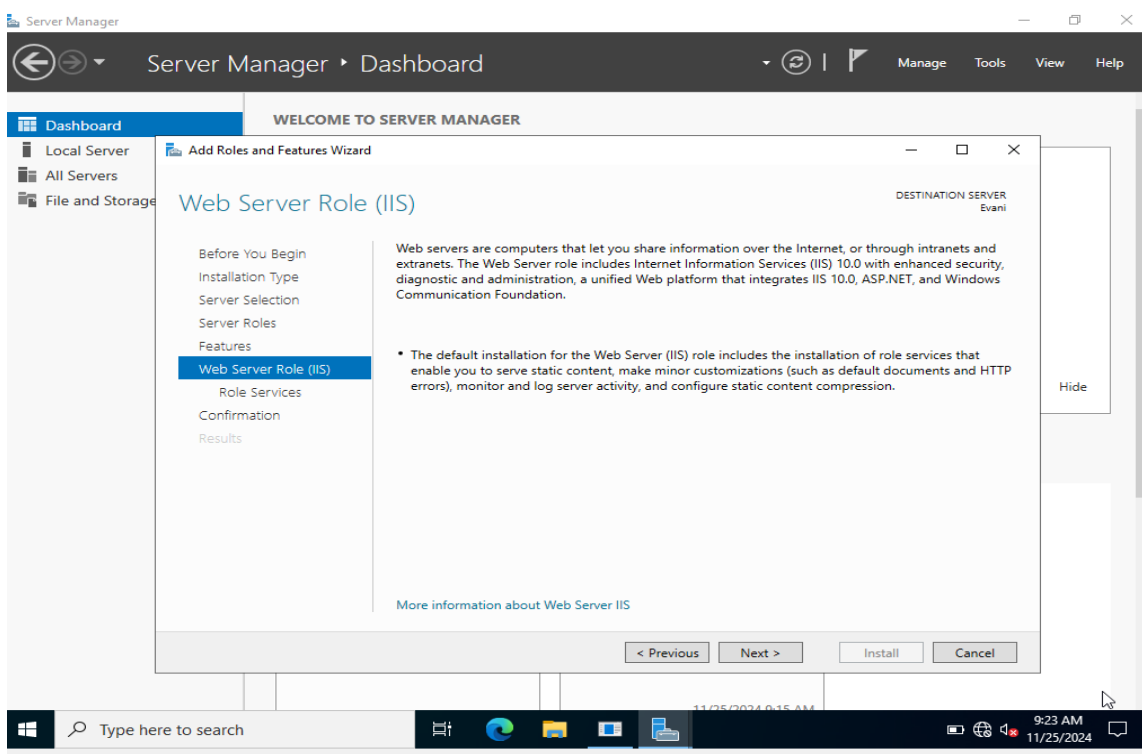 Server Manager
Server Manager ‣ Dashboard
Manage Tools View Help
Dashboard
Local Server
All Servers
File and Storage
WELCOME TO SERVER MANAGER
Add Roles and Features Wizard
Web Server Role (IIS)
DESTINATION SERVER
Evani
Before You Begin
Installation Type
Server Selection
Server Roles
Features
Web Server Role (IIS)
Role Services
Confirmation
Results
Web servers are computers that let you share information over the Internet, or through intranets and
extranets. The Web Server role includes Internet Information Services (IIS) 10.0 with enhanced security,
diagnostic and administration, a unified Web platform that integrates IIS 10.0, ASP.NET, and Windows
Communication Foundation.
• The default installation for the Web Server (IIS) role includes the installation of role services that
enable you to serve static content, make minor customizations (such as default documents and HTTP
errors), monitor and log server activity, and configure static content compression.
More information about Web Server IIS
Hide
< Previous Next > Install Cancel
11/25/2024 9:15 AM
Type here to search
9:23 AM
11/25/2024